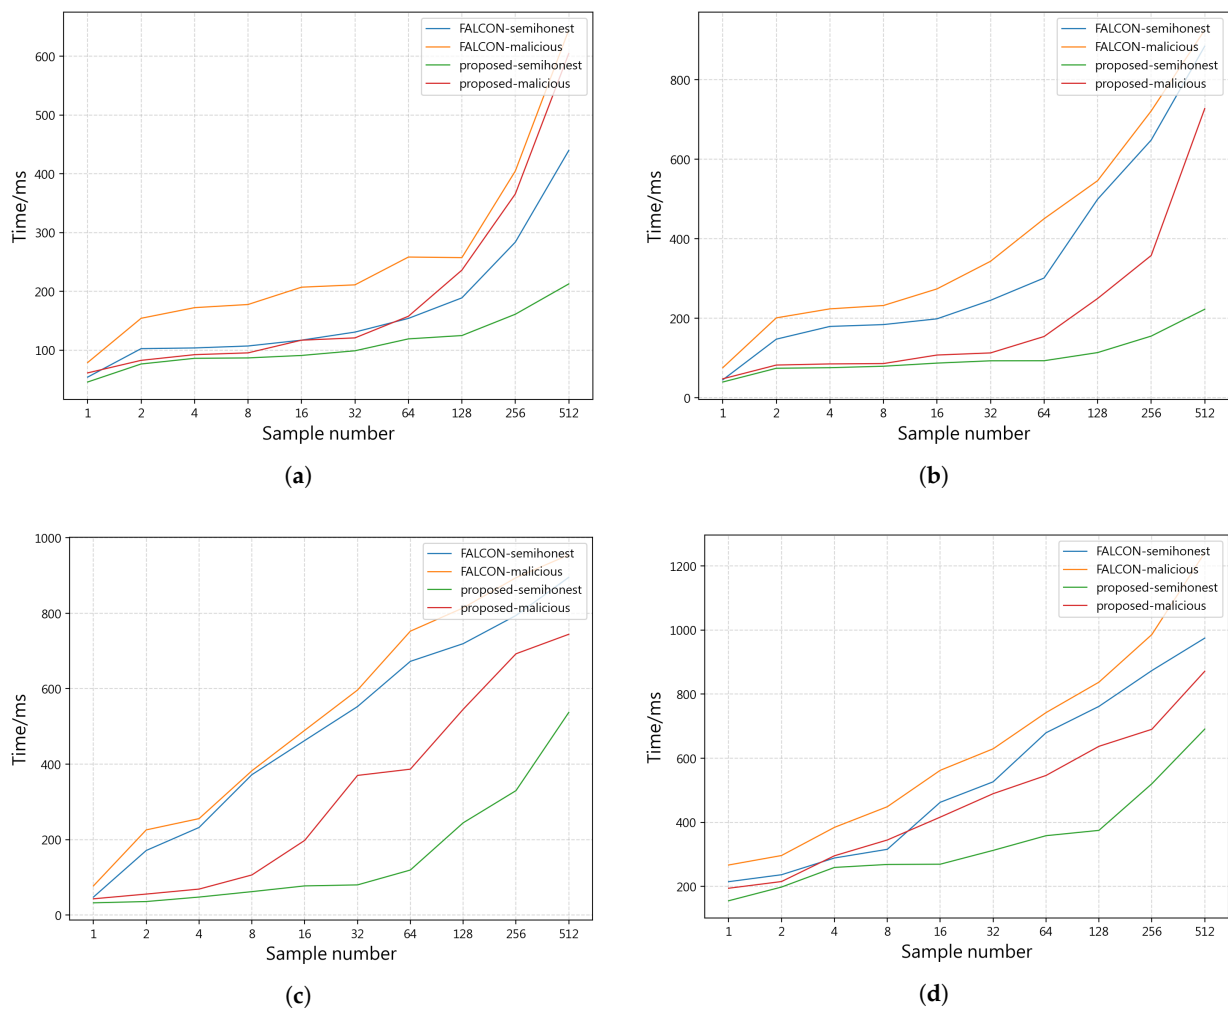 FALCON-semihonest
FALCON-malicious
proposed-semihonest
proposed-malicious
600
500
400
300
200
100
Time/ms
1 2 4 8 16 32 64 128 256 512
Sample number
(a)
FALCON-semihonest
FALCON-malicious
proposed-semihonest
proposed-malicious
800
600
400
200
0
Time/ms
1 2 4 8 16 32 64 128 256 512
Sample number
(b)
FALCON-semihonest
FALCON-malicious
proposed-semihonest
proposed-malicious
1000
800
600
400
200
0
Time/ms
1 2 4 8 16 32 64 128 256 512
Sample number
(c)
FALCON-semihonest
FALCON-malicious
proposed-semihonest
proposed-malicious
1200
1000
800
600
400
200
Time/ms
1 2 4 8 16 32 64 128 256 512
Sample number
(d)